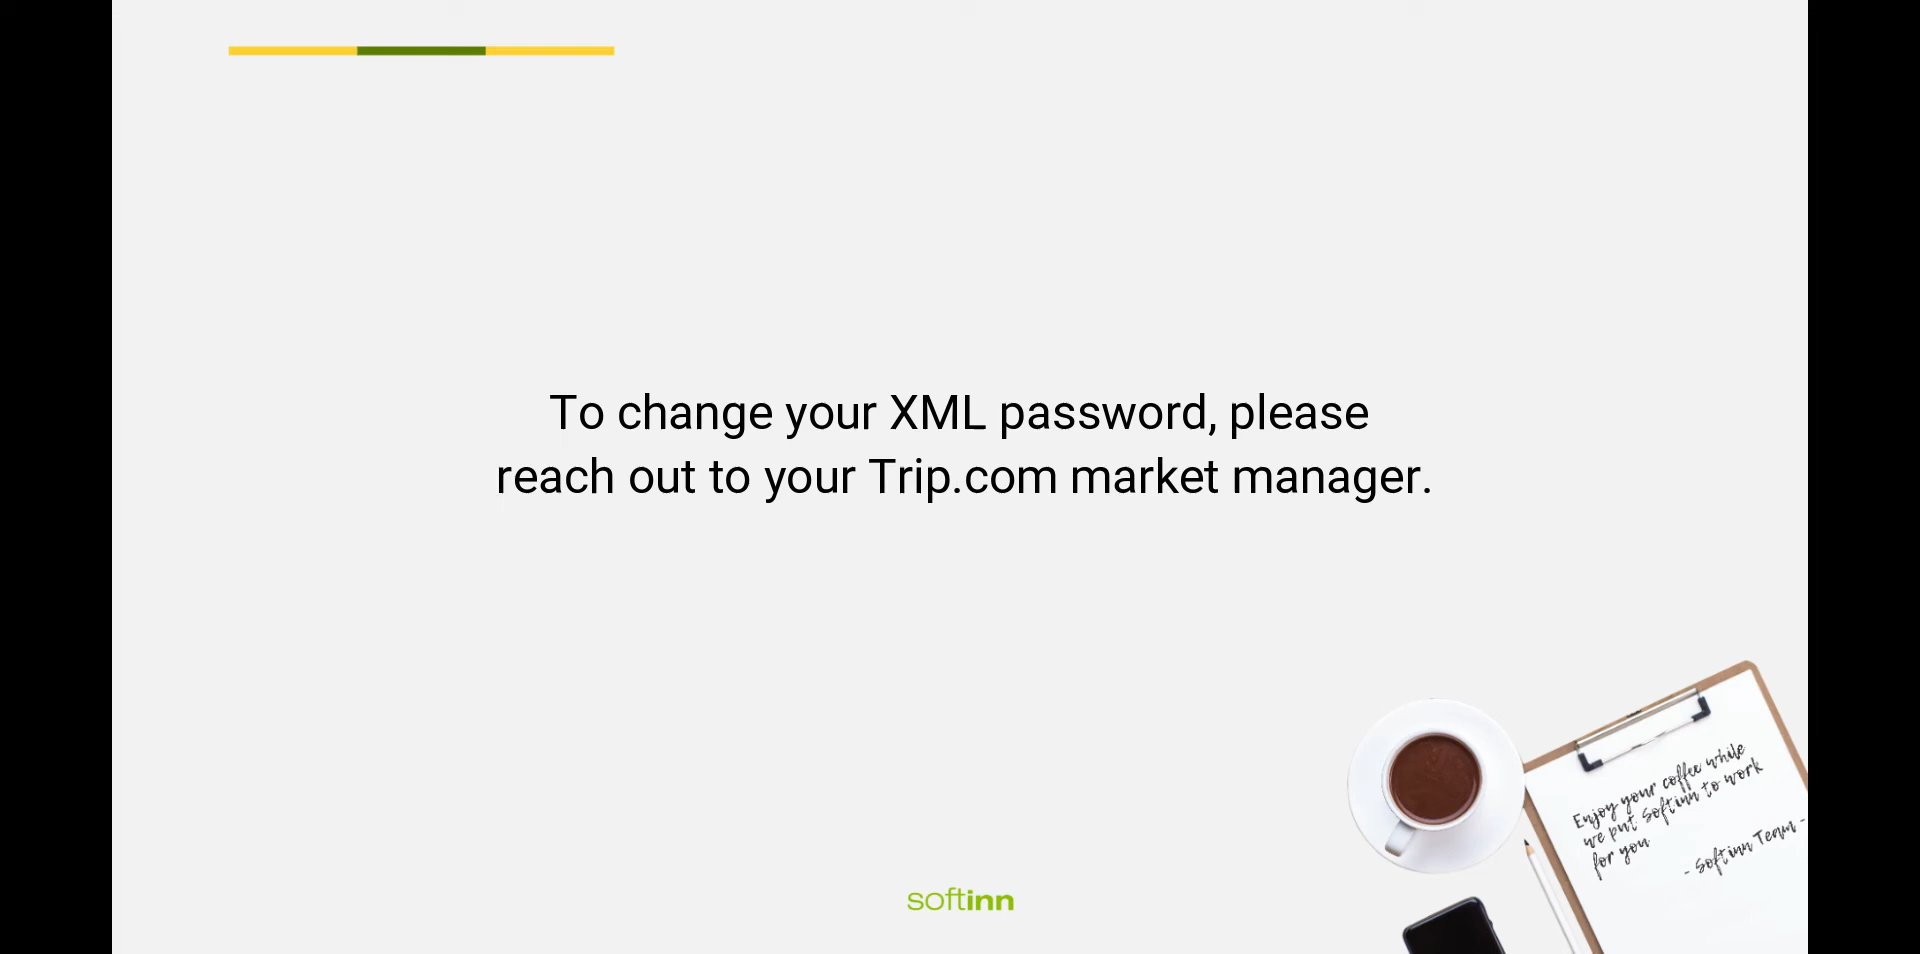 To change your XML password, please
reach out to your Trip.com market manager.
Enjoy your coffee while
we put Softinn to work
for you
- Softinn Team -
softinn